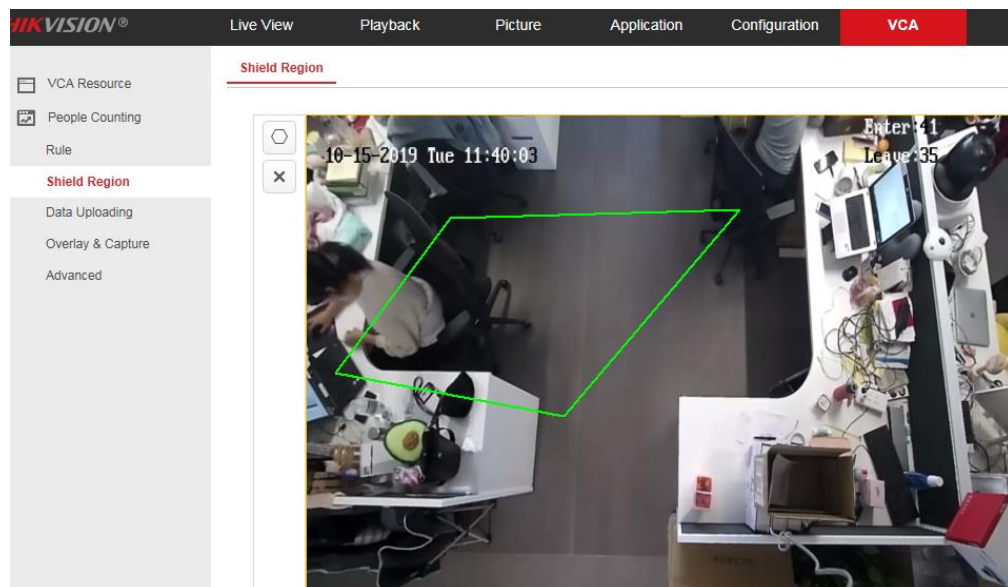 HIKVISION®
Live View Playback Picture Application Configuration VCA
VCA Resource
People Counting
Rule
Shield Region
Data Uploading
Overlay & Capture
Advanced
Shield Region
10-15-2019 Tue 11:40:03
Enter:41
Leave:35